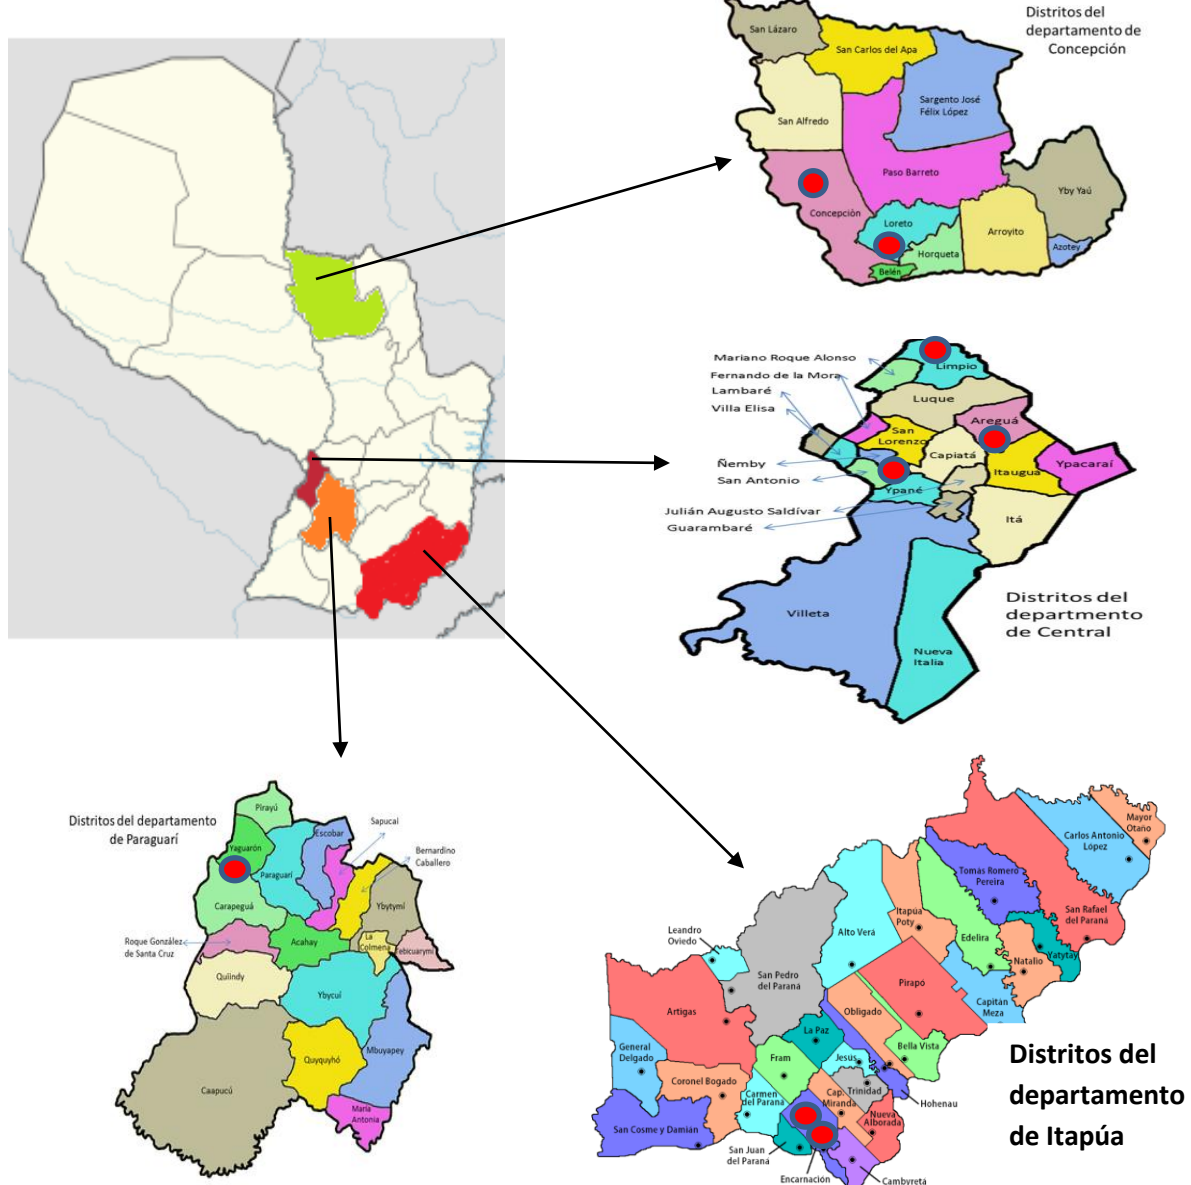 Distritos del
departamento de
Concepción
San Lázaro
San Carlos del Apa
Sargento José
Félix López
San Alfredo
Paso Barreto
Yby Yaú
Concepción
Loreto
Arroyito
Horqueta
Azotey
Belén
Mariano Roque Alonso
Fernando de la Mora
Lambaré
Villa Elisa
Limpio
Luque
Areguá
San
Lorenzo
Capiatá
Ñemby
San Antonio
Itaugua
Ypacaraí
Ypané
Julián Augusto Saldívar
Guarambaré
Itá
Villeta
Nueva
Italia
Distritos del
departmento
de Central
Distritos del departamento
de Paraguarí
Pirayú
Yaguarón
Escobar
Sapucal
Bernardino
Caballero
Paraguarí
Carapeguá
Ybytymí
Roque González
de Santa Cruz
Acahay
La
Colmena
Tebicuarymí
Quiindy
Ybycuí
Quyquyhó
Mbuyapey
Caapucú
María
Antonia
Mayor
Otaño
Carlos Antonio
López
Tomás Romero
Pereira
San Rafael
del Paraná
Itapúa
Poty
Alto Verá
Edelira
Yatytay
Natalio
Leandro
Oviedo
San Pedro
del Paraná
Pirapó
Capitán
Meza
Artigas
Obligado
La Paz
Bella Vista
General
Delgado
Fram
Jesús
Coronel Bogado
Carmen
del Paraná
Cap.
Miranda
Trinidad
Hohenau
Nueva
Alborada
San Cosme y Damián
San Juan
del Paraná
Encarnación
Cambyretá
Distritos del
departamento
de Itapúa